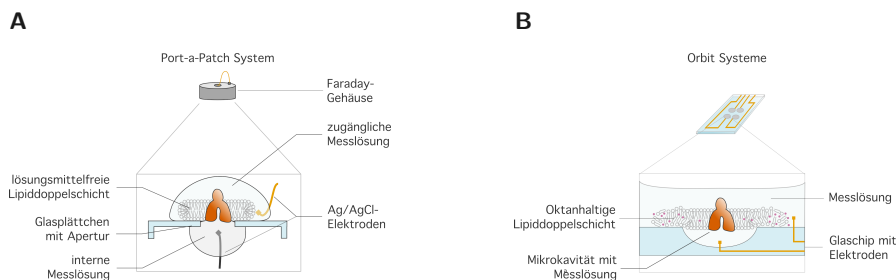 A
Port-a-Patch System
Faraday-
Gehäuse
zugängliche
Messlösung
lösungsmittelfreie
Lipiddoppelschicht
Glasplättchen
mit Apertur
interne
Messlösung
Ag/AgCl-
Elektroden
B
Orbit Systeme
Oktanhaltige
Lipiddoppelschicht
Mikrokavität mit
Messlösung
Messlösung
Glaschip mit
Elektroden